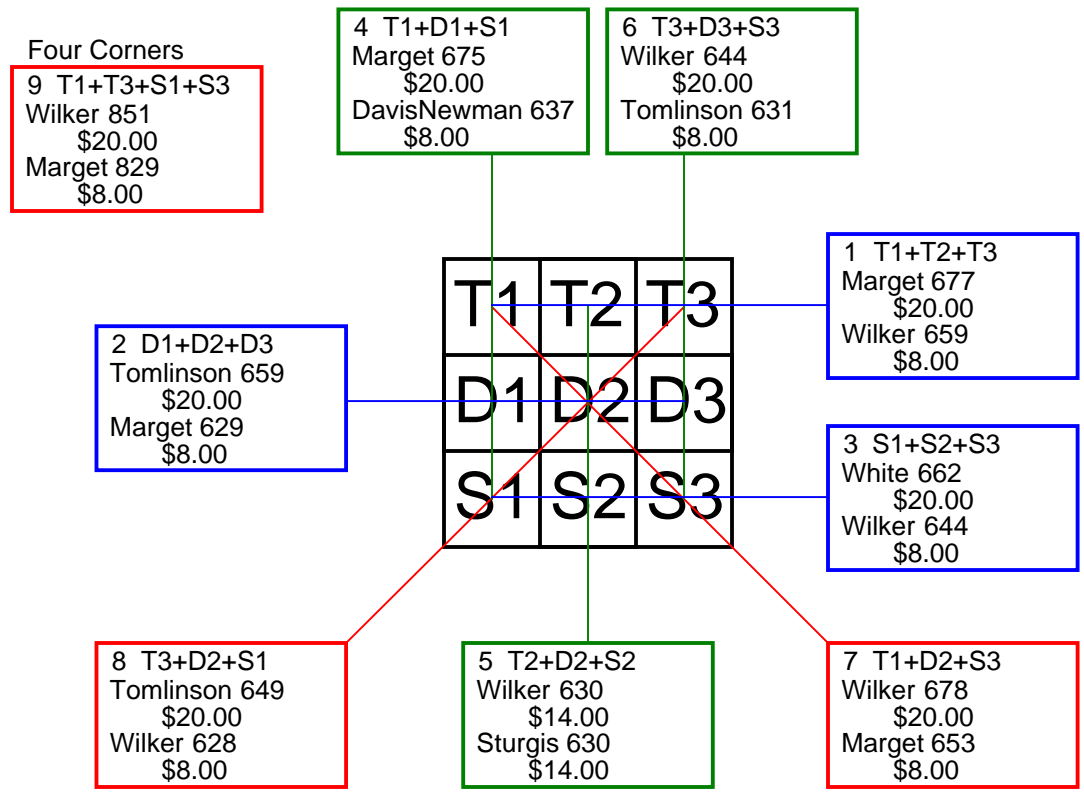 Four Corners
9 T1+T3+S1+S3
Wilker 851
$20.00
Marget 829
$8.00
4 T1+D1+S1
Marget 675
$20.00
DavisNewman 637
$8.00
6 T3+D3+S3
Wilker 644
$20.00
Tomlinson 631
$8.00
1 T1+T2+T3
Marget 677
$20.00
Wilker 659
$8.00
T1 T2 T3
2 D1+D2+D3
Tomlinson 659
$20.00
Marget 629
$8.00
D1 D2 D3
3 S1+S2+S3
White 662
$20.00
Wilker 644
$8.00
S1 S2 S3
8 T3+D2+S1
Tomlinson 649
$20.00
Wilker 628
$8.00
5 T2+D2+S2
Wilker 630
$14.00
Sturgis 630
$14.00
7 T1+D2+S3
Wilker 678
$20.00
Marget 653
$8.00